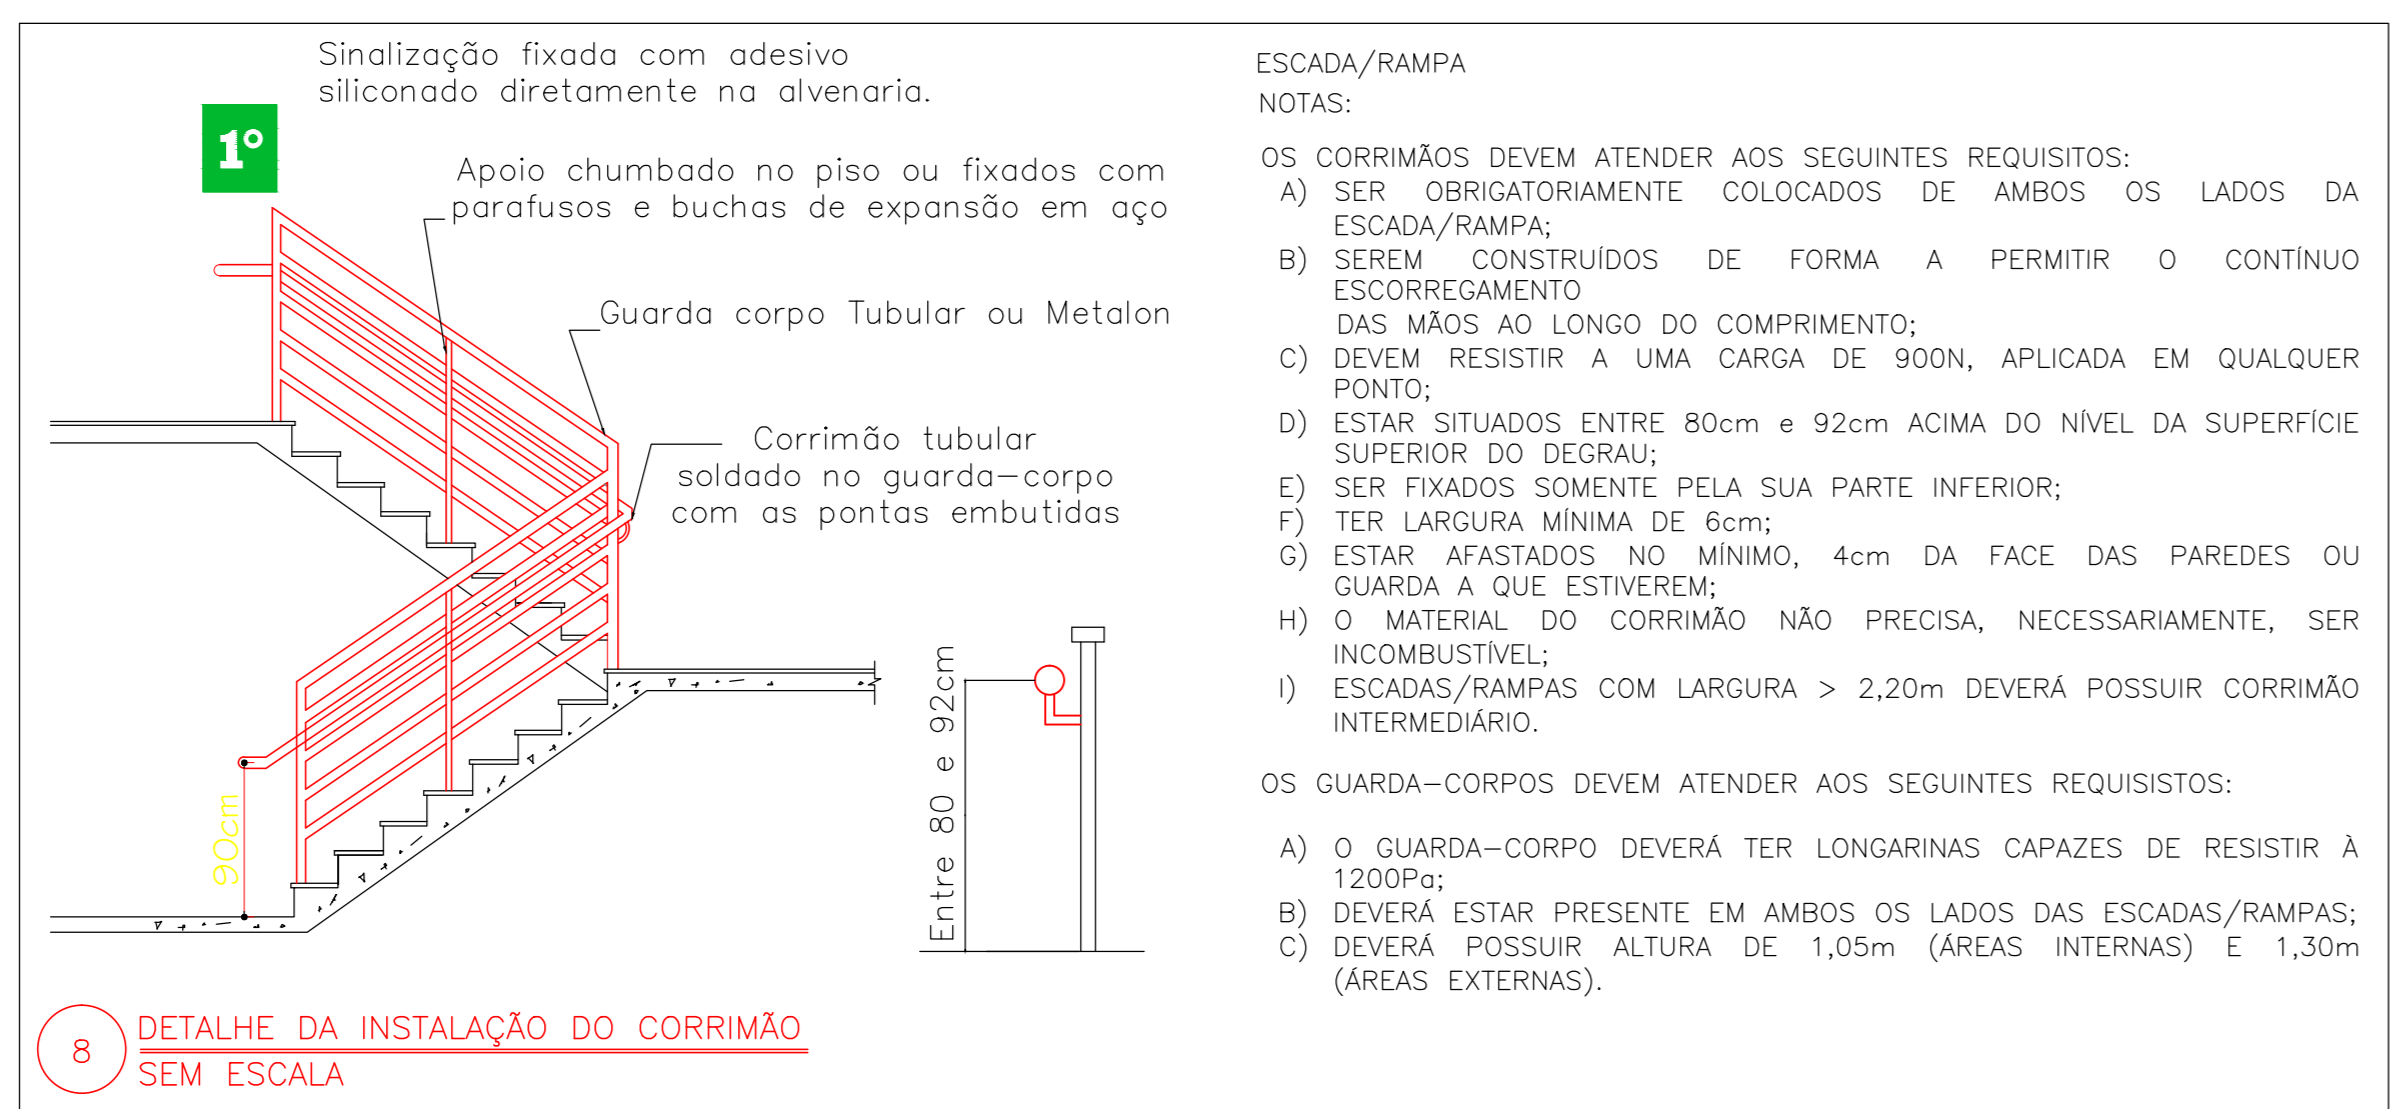 Sinalização fixada com adesivo
siliconado diretamente na alvenaria.
1°
Apoio chumbado no piso ou fixados com
parafusos e buchas de expansão em aço
Guarda corpo Tubular ou Metalon
Corrimão tubular
soldado no guarda-corpo
com as pontas embutidas
90cm
Entre 80 e 92cm
8
DETALHE DA INSTALAÇÃO DO CORRIMÃO
SEM ESCALA
ESCADA/RAMPA
NOTAS:
OS CORRIMÃOS DEVEM ATENDER AOS SEGUINTES REQUISITOS:
A) SER OBRIGATORIAMENTE COLOCADOS DE AMBOS OS LADOS DA
ESCADA/RAMPA;
B) SEREM CONSTRUÍDOS DE FORMA A PERMITIR O CONTÍNUO
ESCORREGAMENTO
DAS MÃOS AO LONGO DO COMPRIMENTO;
C) DEVEM RESISTIR A UMA CARGA DE 900N, APLICADA EM QUALQUER
PONTO;
D) ESTAR SITUADOS ENTRE 80cm e 92cm ACIMA DO NÍVEL DA SUPERFÍCIE
SUPERIOR DO DEGRAU;
E) SER FIXADOS SOMENTE PELA SUA PARTE INFERIOR;
F) TER LARGURA MÍNIMA DE 6cm;
G) ESTAR AFASTADOS NO MÍNIMO, 4cm DA FACE DAS PAREDES OU
GUARDA A QUE ESTIVEREM;
H) O MATERIAL DO CORRIMÃO NÃO PRECISA, NECESSARIAMENTE, SER
INCOMBUSTÍVEL;
I) ESCADAS/RAMPAS COM LARGURA > 2,20m DEVERÁ POSSUIR CORRIMÃO
INTERMEDIÁRIO.
OS GUARDA-CORPOS DEVEM ATENDER AOS SEGUINTES REQUISISTOS:
A) O GUARDA-CORPO DEVERÁ TER LONGARINAS CAPAZES DE RESISTIR À
1200Pa;
B) DEVERÁ ESTAR PRESENTE EM AMBOS OS LADOS DAS ESCADAS/RAMPAS;
C) DEVERÁ POSSUIR ALTURA DE 1,05m (ÁREAS INTERNAS) E 1,30m
(ÁREAS EXTERNAS).